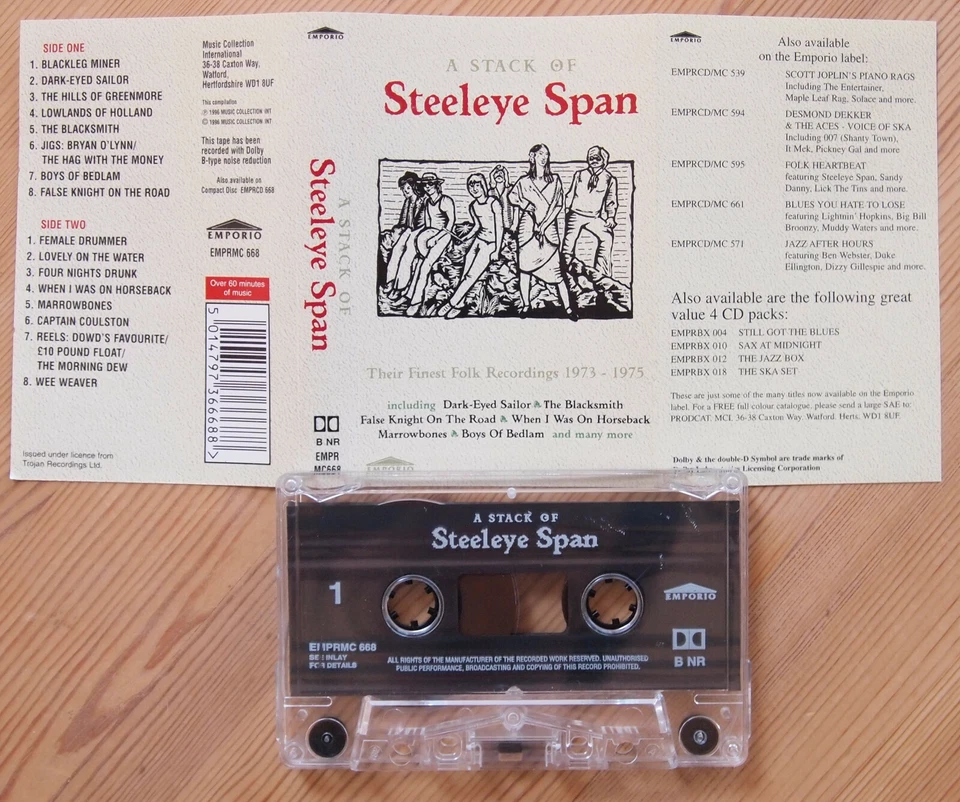 SIDE ONE
1. BLACKLEG MINER
2. DARK-EYED SAILOR
3. THE HILLS OF GREENMORE
4. LOWLANDS OF HOLLAND
5. THE BLACKSMITH
6. JIGS: BRYAN O'LYNN/
THE HAG WITH THE MONEY
7. BOYS OF BEDLAM
8. FALSE KNIGHT ON THE ROAD
SIDE TWO
1. FEMALE DRUMMER
2. LOVELY ON THE WATER
3. FOUR NIGHTS DRUNK
4. WHEN I WAS ON HORSEBACK
5. MARROWBONES
6. CAPTAIN COULSTON
7. REELS: DOWD'S FAVOURITE/
£10 POUND FLOAT/
THE MORNING DEW
8. WEE WEAVER
Issued under licence from
Trojan Recordings Ltd.
Music Collection
International
36-38 Caxton Way,
Watford,
Hertfordshire WD1 8UF
This compilation
℗ 1996 MUSIC COLLECTION INT
© 1996 MUSIC COLLECTION INT
This tape has been
recorded with Dolby
B-type noise reduction
Also available on
Compact Disc EMPRCD 668
EMPORIO
EMPRMC 668
Over 60 minutes
of music
5 014797 366688 >
A STACK OF
Steeleye Span
B NR
EMPR
MC668
EMPORIO
A STACK OF
Steeleye Span
Their Finest Folk Recordings 1973 - 1975
including Dark-Eyed Sailor The Blacksmith
False Knight On The Road When I Was On Horseback
Marrowbones Boys Of Bedlam and many more
EMPORIO
EMPORIO
Also available
on the Emporio label:
EMPRCD/MC 539 SCOTT JOPLIN'S PIANO RAGS
Including The Entertainer,
Maple Leaf Rag, Solace and more.
EMPRCD/MC 594 DESMOND DEKKER
& THE ACES - VOICE OF SKA
Including 007 (Shanty Town),
It Mek, Pickney Gal and more
EMPRCD/MC 595 FOLK HEARTBEAT
featuring Steeleye Span, Sandy
Danny, Lick The Tins and more.
EMPRCD/MC 661 BLUES YOU HATE TO LOSE
featuring Lightnin' Hopkins, Big Bill
Broonzy, Muddy Waters and more.
EMPRCD/MC 571 JAZZ AFTER HOURS
featuring Ben Webster, Duke
Ellington, Dizzy Gillespie and more.
Also available are the following great
value 4 CD packs:
EMPRBX 004 STILL GOT THE BLUES
EMPRBX 010 SAX AT MIDNIGHT
EMPRBX 012 THE JAZZ BOX
EMPRBX 018 THE SKA SET
These are just some of the many titles now available on the Emporio
label. For a FREE full colour catalogue, please send a large SAE to:
PRODCAT, MCI, 36-38 Caxton Way, Watford, Herts, WD1 8UF.
Dolby & the double-D Symbol are trade marks of
Licensing Corporation
A STACK OF
Steeleye Span
1
EMPORIO
EMPRMC 668
SEE INLAY
FOR DETAILS
ALL RIGHTS OF THE MANUFACTURER OF THE RECORDED WORK RESERVED. UNAUTHORISED
PUBLIC PERFORMANCE, BROADCASTING AND COPYING OF THIS RECORD PROHIBITED.
B NR